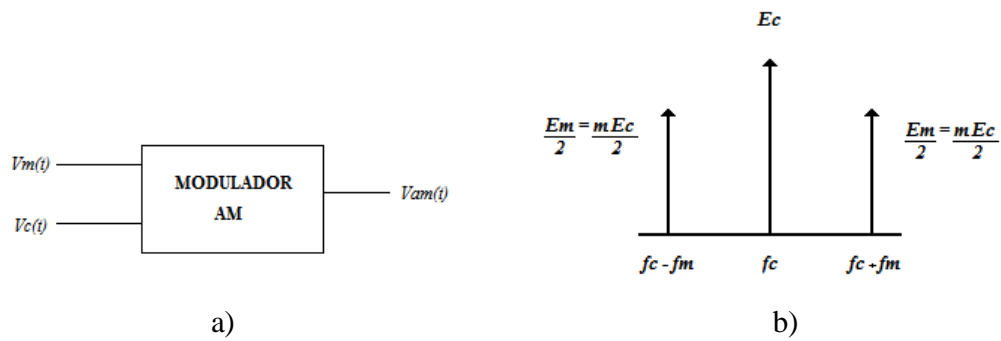 Vm(t)
Vc(t)
MODULADOR
AM
Vam(t)
a)
Ec
Em/2 = mEc/2
Em/2 = mEc/2
fc - fm
fc
fc + fm
b)